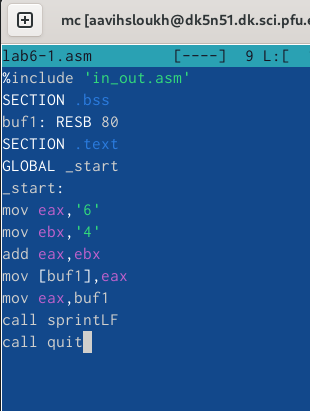 mc [aavihsloukh@dk5n51.dk.sci.pfu.e
lab6-1.asm [----] 9 L:[
%include 'in_out.asm'
SECTION .bss
buf1: RESB 80
SECTION .text
GLOBAL _start
_start:
mov eax,'6'
mov ebx,'4'
add eax,ebx
mov [buf1],eax
mov eax,buf1
call sprintLF
call quit